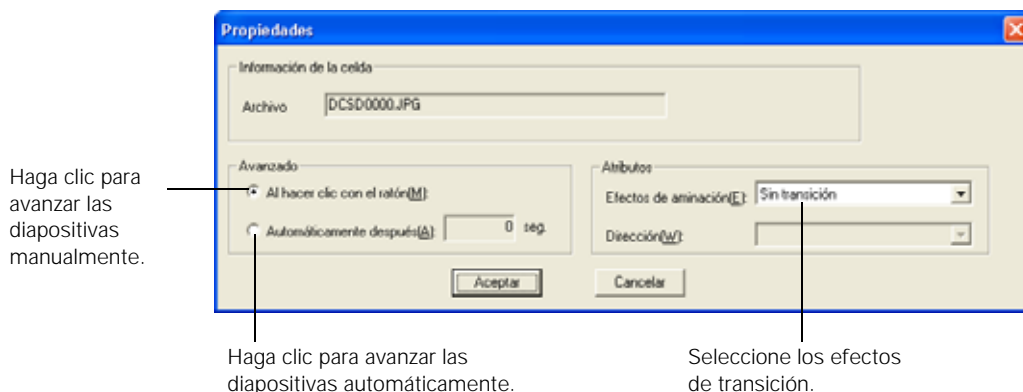 Propiedades
Información de la celda
Archivo DCSD0000.JPG
Avanzado
Al hacer clic con el ratón(M):
Automáticamente después(A): 0 seg.
Atributos
Efectos de aminación(E): Sin transición
Dirección(W):
Aceptar Cancelar
Haga clic para
avanzar las
diapositivas
manualmente.
Haga clic para avanzar las
diapositivas automáticamente.
Seleccione los efectos
de transición.